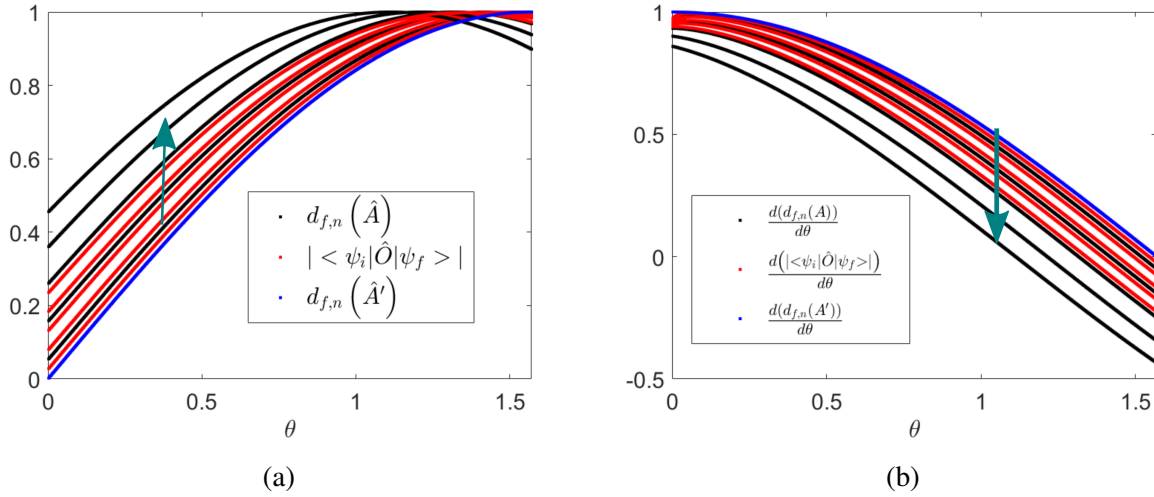 1
0.8
0.6
0.4
0.2
0
0
0.5
1
1.5
θ
d_{f,n} (Â)
| < ψ_i|Ô|ψ_f > |
d_{f,n} (Â′)
(a)
1
0.5
0
-0.5
0
0.5
1
1.5
θ
d(d_{f,n}(A))/dθ
d(|<ψ_i|Ô|ψ_f>|)/dθ
d(d_{f,n}(A′))/dθ
(b)